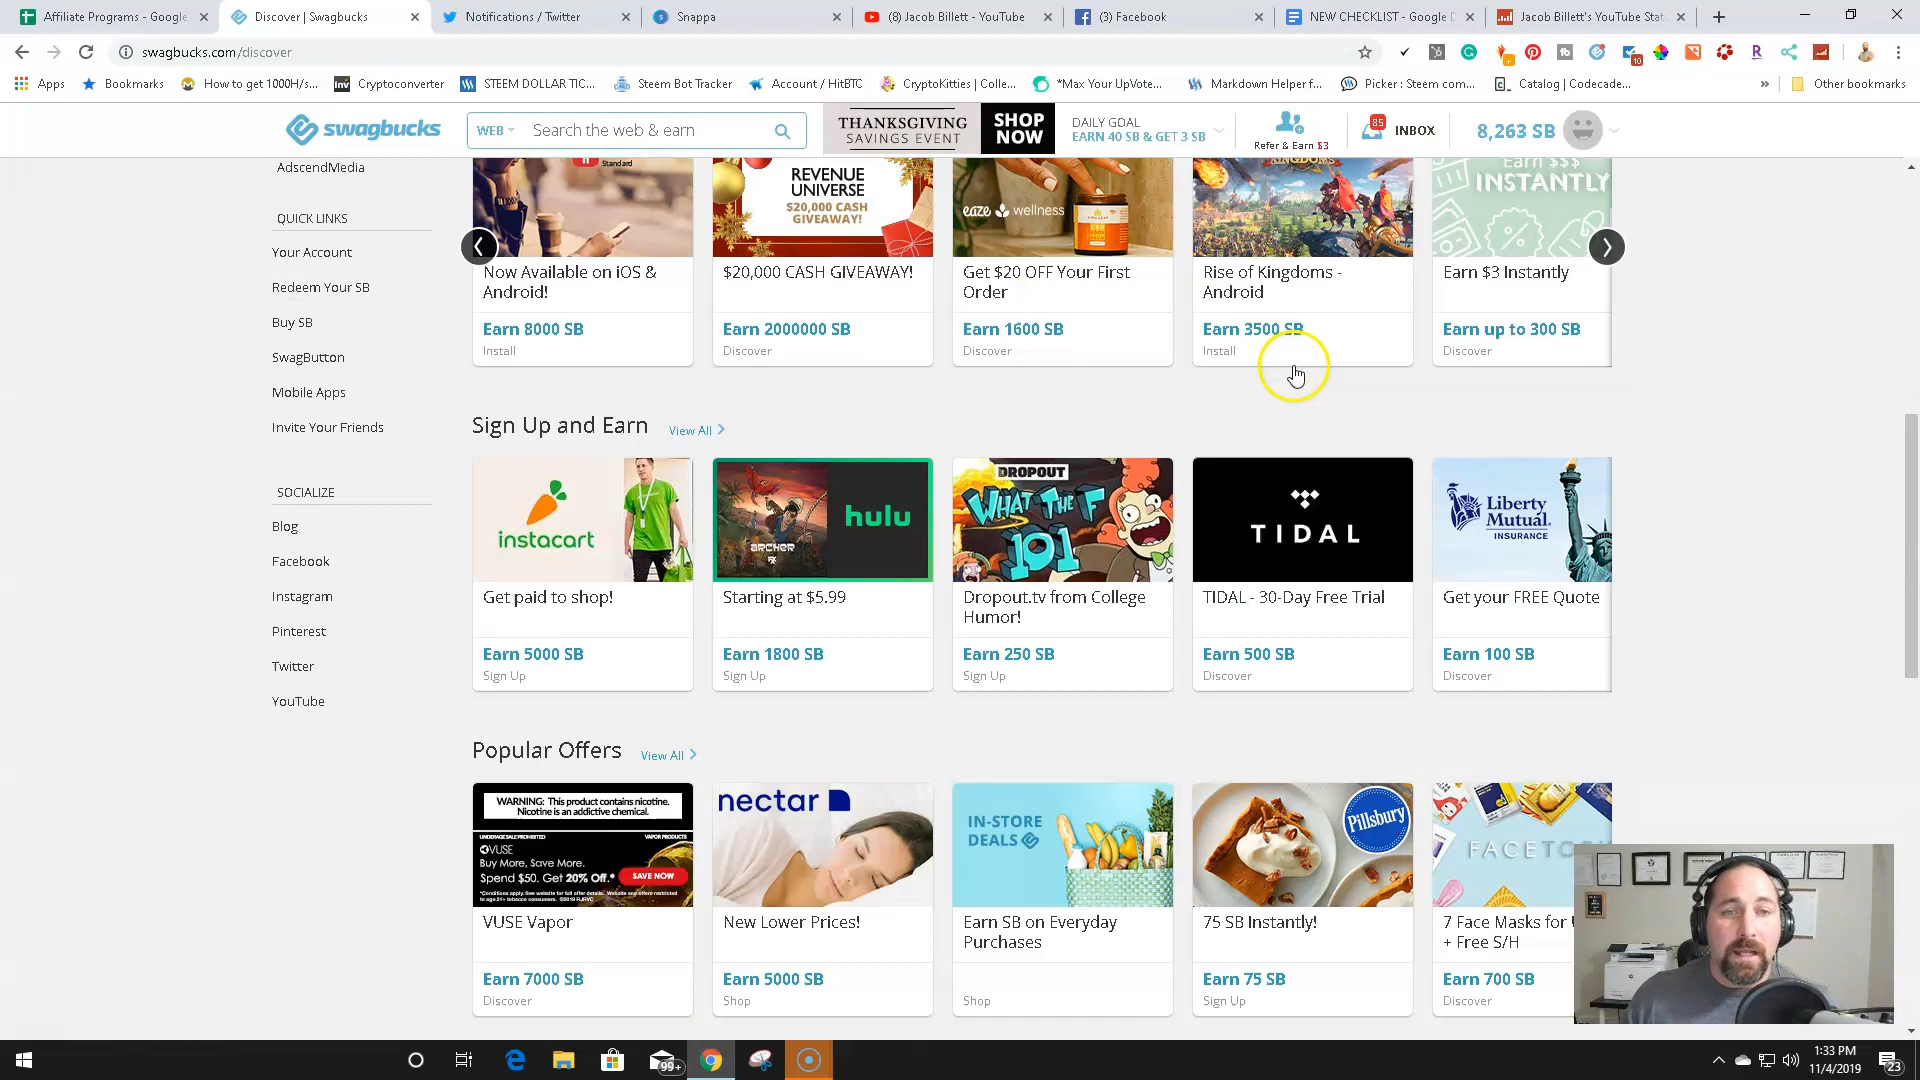 Affiliate Programs - Google
Discover | Swagbucks
Notifications / Twitter
Snappa
(8) Jacob Billett - YouTube
(3) Facebook
NEW CHECKLIST - Google D
Jacob Billett's YouTube Stat
swagbucks.com/discover
10
Apps
Bookmarks
How to get 1000H/s...
Cryptoconverter
STEEM DOLLAR TIC...
Steem Bot Tracker
Account / HitBTC
CryptoKitties | Colle...
*Max Your UpVote...
Markdown Helper f...
Picker : Steem com...
Catalog | Codecade...
Other bookmarks
swagbucks
WEB
Search the web & earn
THANKSGIVING
SAVINGS EVENT
SHOP
NOW
DAILY GOAL
EARN 40 SB & GET 3 SB
Refer & Earn $3
85
INBOX
8,263 SB
AdscendMedia
QUICK LINKS
Your Account
Redeem Your SB
Buy SB
SwagButton
Mobile Apps
Invite Your Friends
SOCIALIZE
Blog
Facebook
Instagram
Pinterest
Twitter
YouTube
Standard
Now Available on iOS &
Android!
Earn 8000 SB
Install
REVENUE
UNIVERSE
$20,000 CASH
GIVEAWAY!
$20,000 CASH GIVEAWAY!
Earn 2000000 SB
Discover
eaze wellness
Get $20 OFF Your First
Order
Earn 1600 SB
Discover
KINGDOMS
Rise of Kingdoms -
Android
Earn 3500 SB
Install
Earn $$$
INSTANTLY
Earn $3 Instantly
Earn up to 300 SB
Discover
Sign Up and Earn
View All
instacart
Get paid to shop!
Earn 5000 SB
Sign Up
ARCHER
FX
hulu
Starting at $5.99
Earn 1800 SB
Sign Up
DROPOUT
WHAT THE F
101
Dropout.tv from College
Humor!
Earn 250 SB
Sign Up
TIDAL
TIDAL - 30-Day Free Trial
Earn 500 SB
Discover
Liberty
Mutual.
INSURANCE
Get your FREE Quote
Earn 100 SB
Discover
Popular Offers
View All
WARNING: This product contains nicotine.
Nicotine is an addictive chemical.
UNDERAGE SALE PROHIBITED
VAPOR PRODUCTS
VUSE
Buy More, Save More.
Spend $50. Get 20% Off.*
SAVE NOW
VUSE Vapor
Earn 7000 SB
Discover
nectar
New Lower Prices!
Earn 5000 SB
Shop
IN-STORE
DEALS
Earn SB on Everyday
Purchases
Shop
Pillsbury
75 SB Instantly!
Earn 75 SB
Sign Up
FACETO
7 Face Masks for
+ Free S/H
Earn 700 SB
Discover
99+
1:33 PM
11/4/2019
23